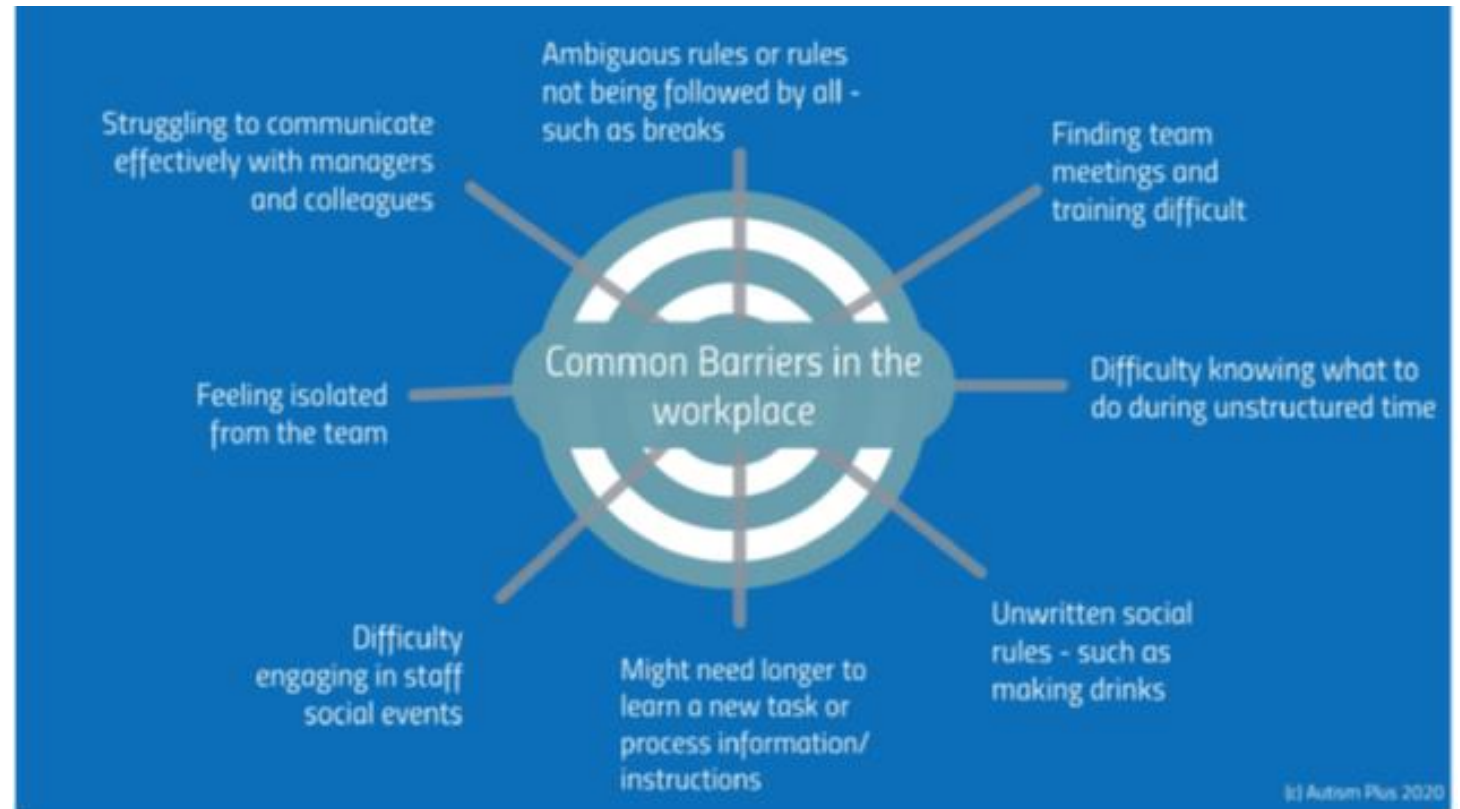 Ambiguous rules or rules
not being followed by all -
such as breaks
Struggling to communicate
effectively with managers
and colleagues
Finding team
meetings and
training difficult
Common Barriers in the
workplace
Feeling isolated
from the team
Difficulty knowing what to
do during unstructured time
Difficulty
engaging in staff
social events
Might need longer to
learn a new task or
process information/
instructions
Unwritten social
rules - such as
making drinks
(c) Autism Plus 2020